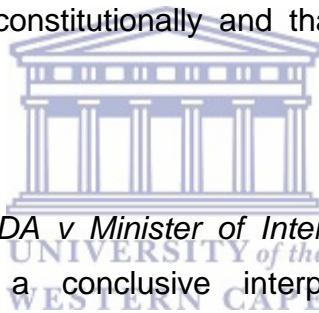 constitutionally and tha
DA v Minister of Inter
UNIVERSITY of the
a conclusive interp
WESTERN CAPE